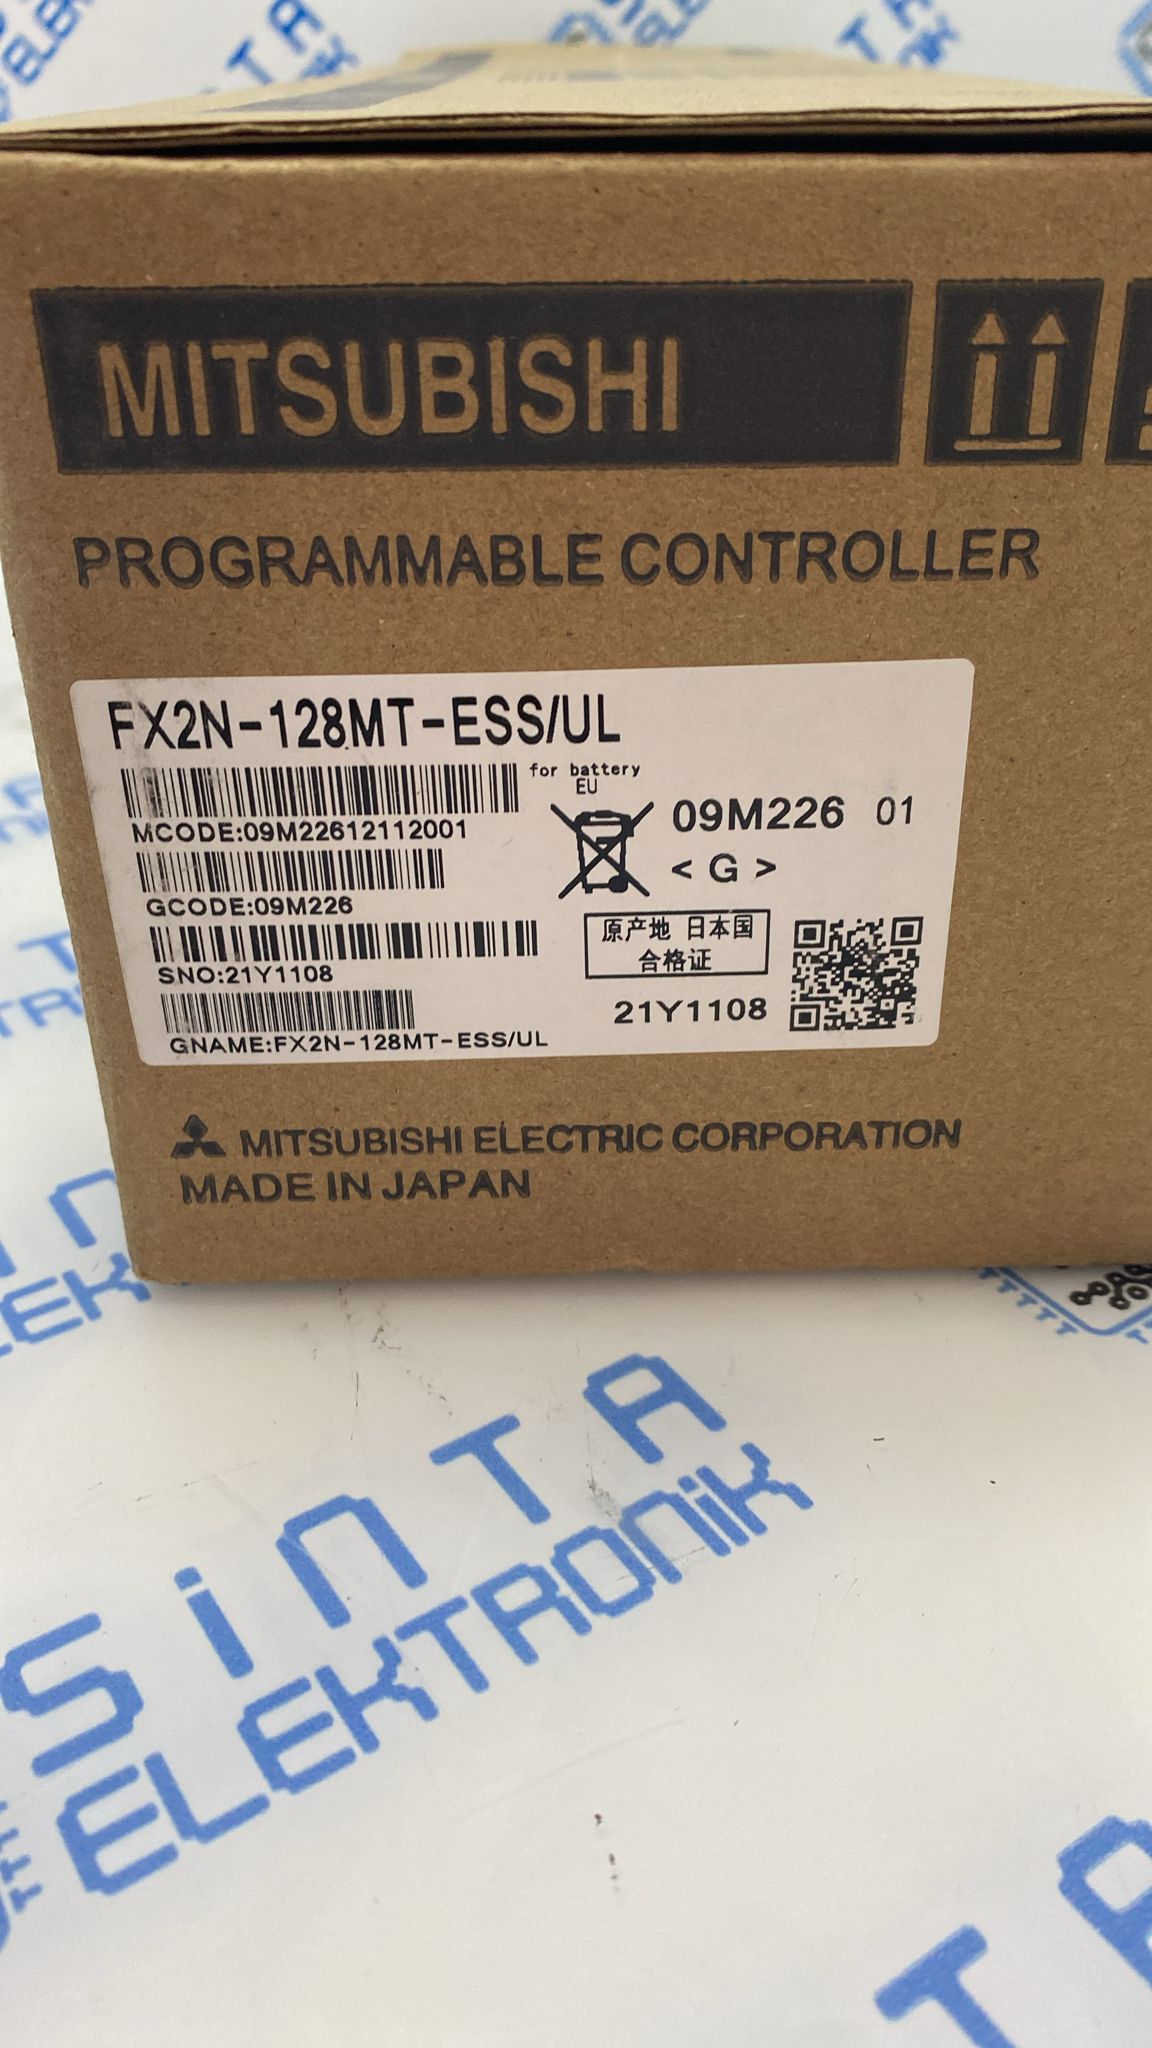 MITSUBISHI
PROGRAMMABLE CONTROLLER
FX2N-128MT-ESS/UL
for battery
EU
MCODE:09M22612112001
09M226 01
< G >
GCODE:09M226
原产地 日本国
合格证
SNO:21Y1108
21Y1108
GNAME:FX2N-128MT-ESS/UL
MITSUBISHI ELECTRIC CORPORATION
MADE IN JAPAN
SiNTA
ELEKTRONiK